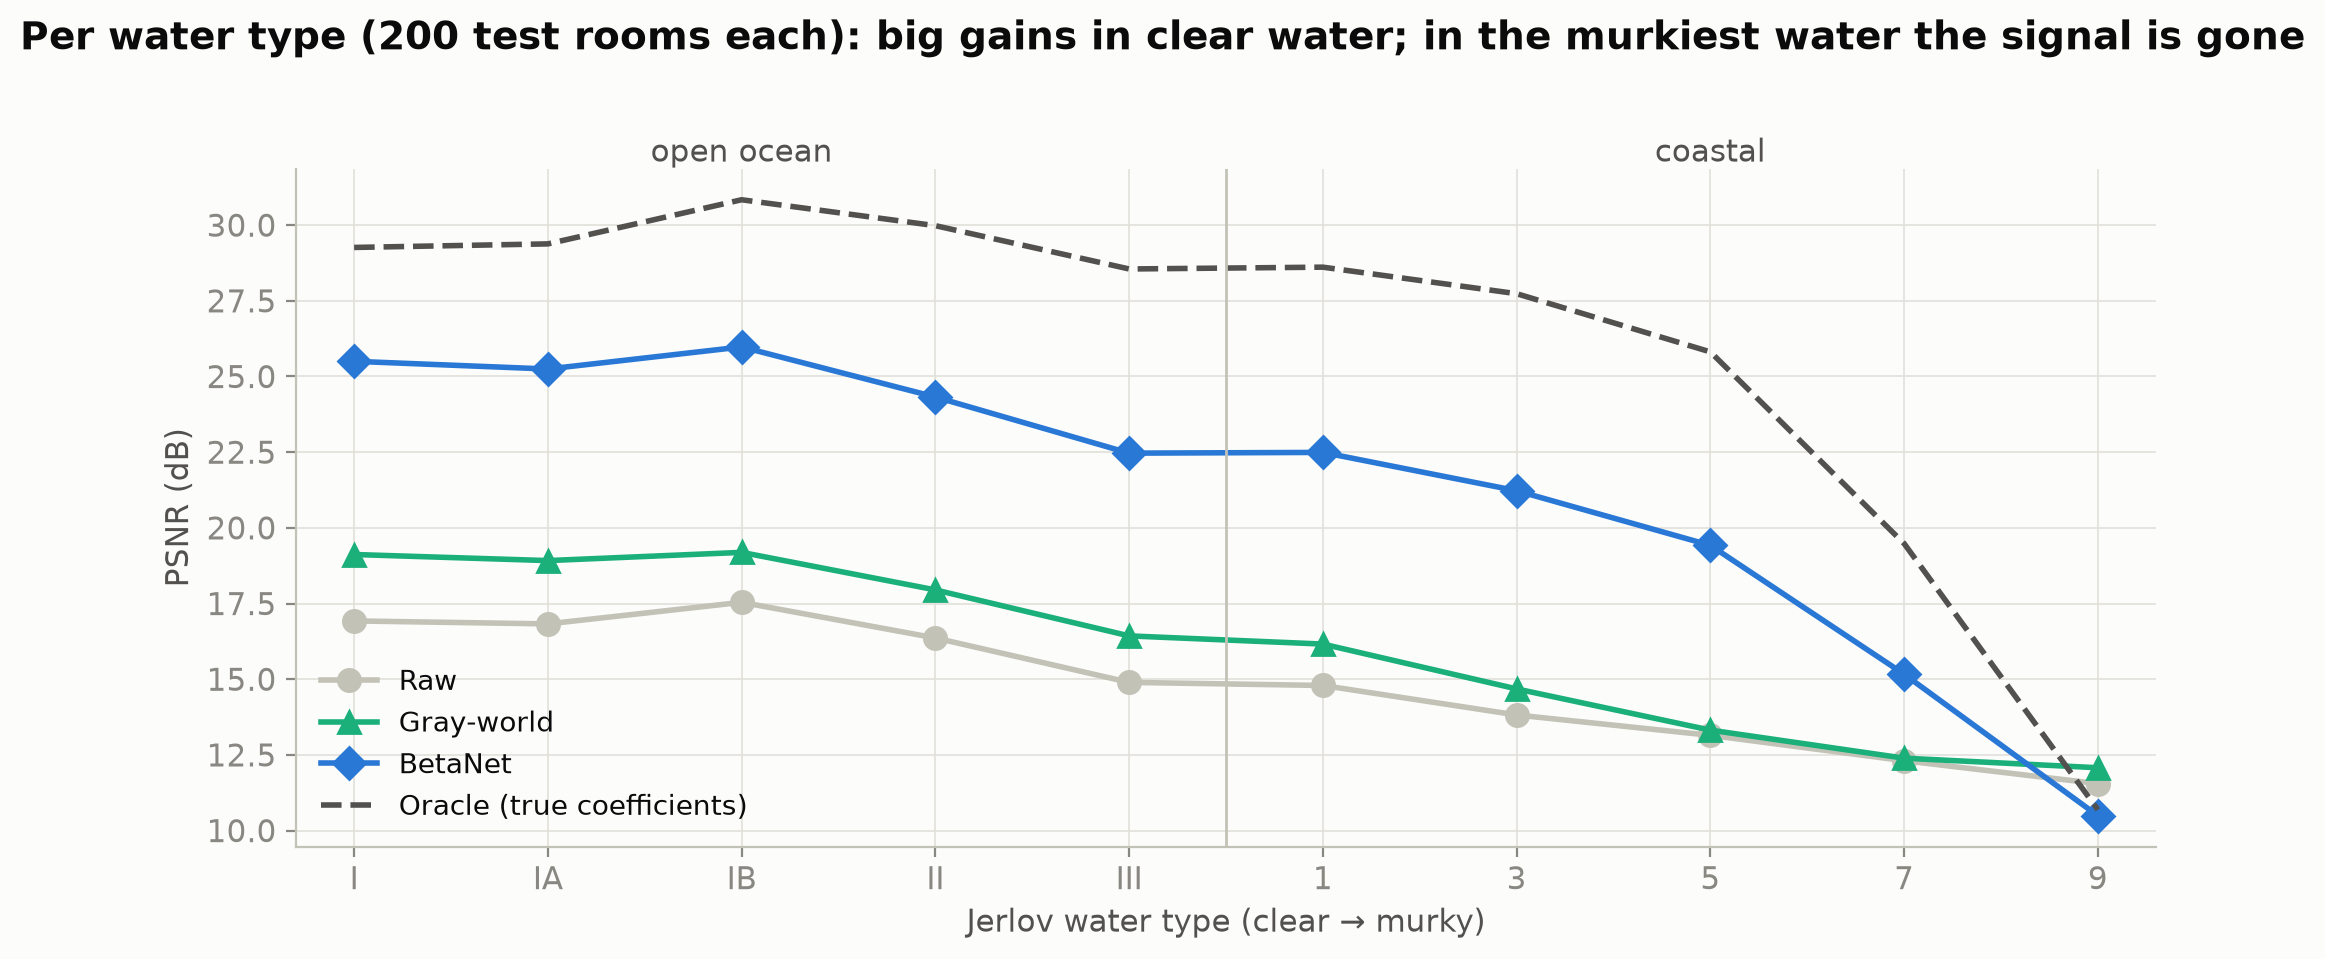 Per water type (200 test rooms each): big gains in clear water; in the murkiest water the signal is gone
open ocean
coastal
30.0
27.5
25.0
22.5
20.0
17.5
15.0
12.5
10.0
PSNR (dB)
Raw
Gray-world
BetaNet
Oracle (true coefficients)
I IA IB II III 1 3 5 7 9
Jerlov water type (clear → murky)